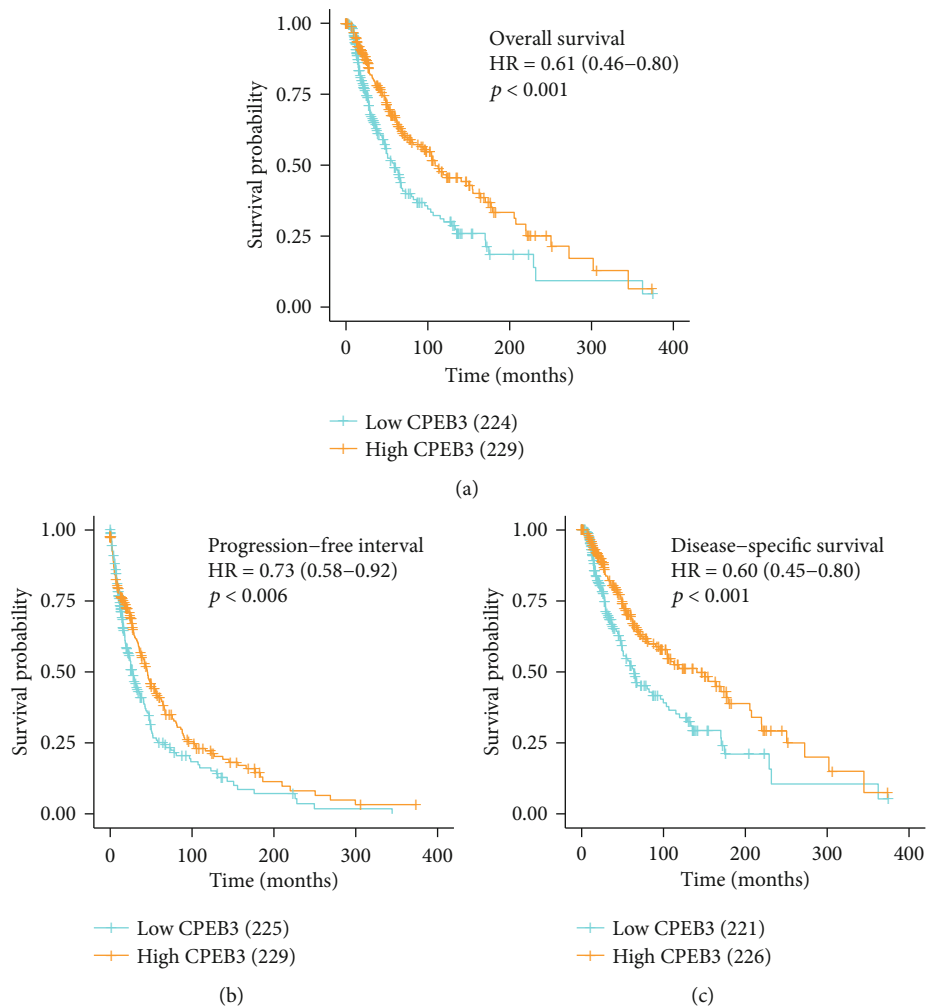 1.00
0.75
0.50
0.25
0.00
Survival probability
Overall survival
HR = 0.61 (0.46−0.80)
p < 0.001
0 100 200 300 400
Time (months)
Low CPEB3 (224)
High CPEB3 (229)
(a)
1.00
0.75
0.50
0.25
0.00
Survival probability
Progression−free interval
HR = 0.73 (0.58−0.92)
p < 0.006
0 100 200 300 400
Time (months)
Low CPEB3 (225)
High CPEB3 (229)
(b)
1.00
0.75
0.50
0.25
0.00
Survival probability
Disease−specific survival
HR = 0.60 (0.45−0.80)
p < 0.001
0 100 200 300 400
Time (months)
Low CPEB3 (221)
High CPEB3 (226)
(c)